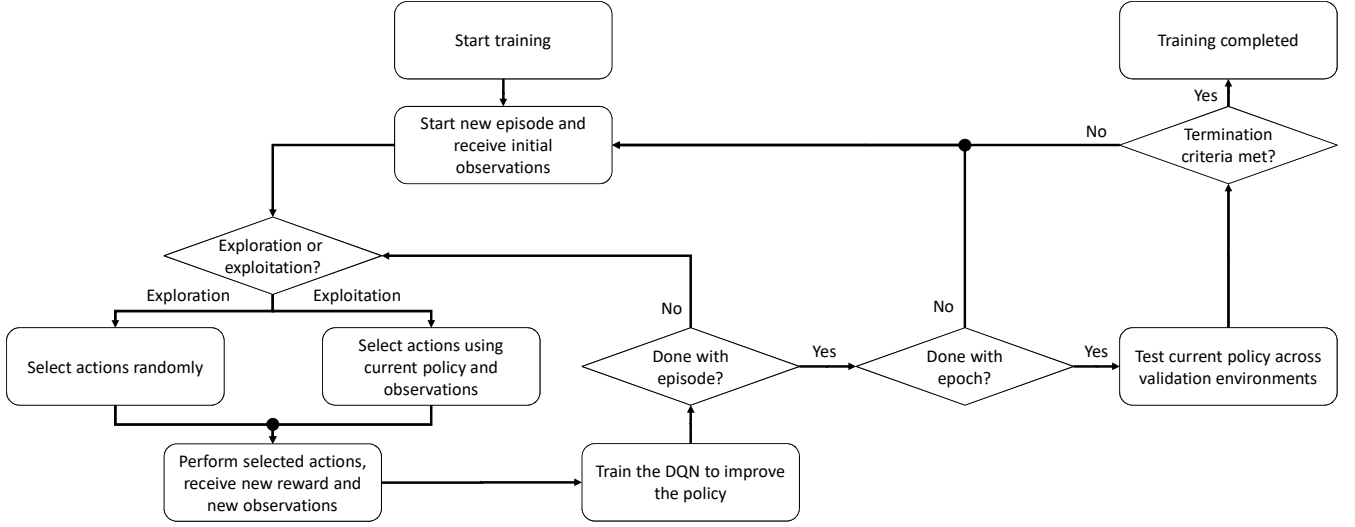 Start training
Training completed
Yes
Start new episode and
receive initial
observations
No
Termination
criteria met?
Exploration or
exploitation?
Exploration
Exploitation
No
No
Select actions randomly
Select actions using
current policy and
observations
Done with
episode?
Yes
Done with
epoch?
Yes
Test current policy across
validation environments
Perform selected actions,
receive new reward and
new observations
Train the DQN to improve
the policy